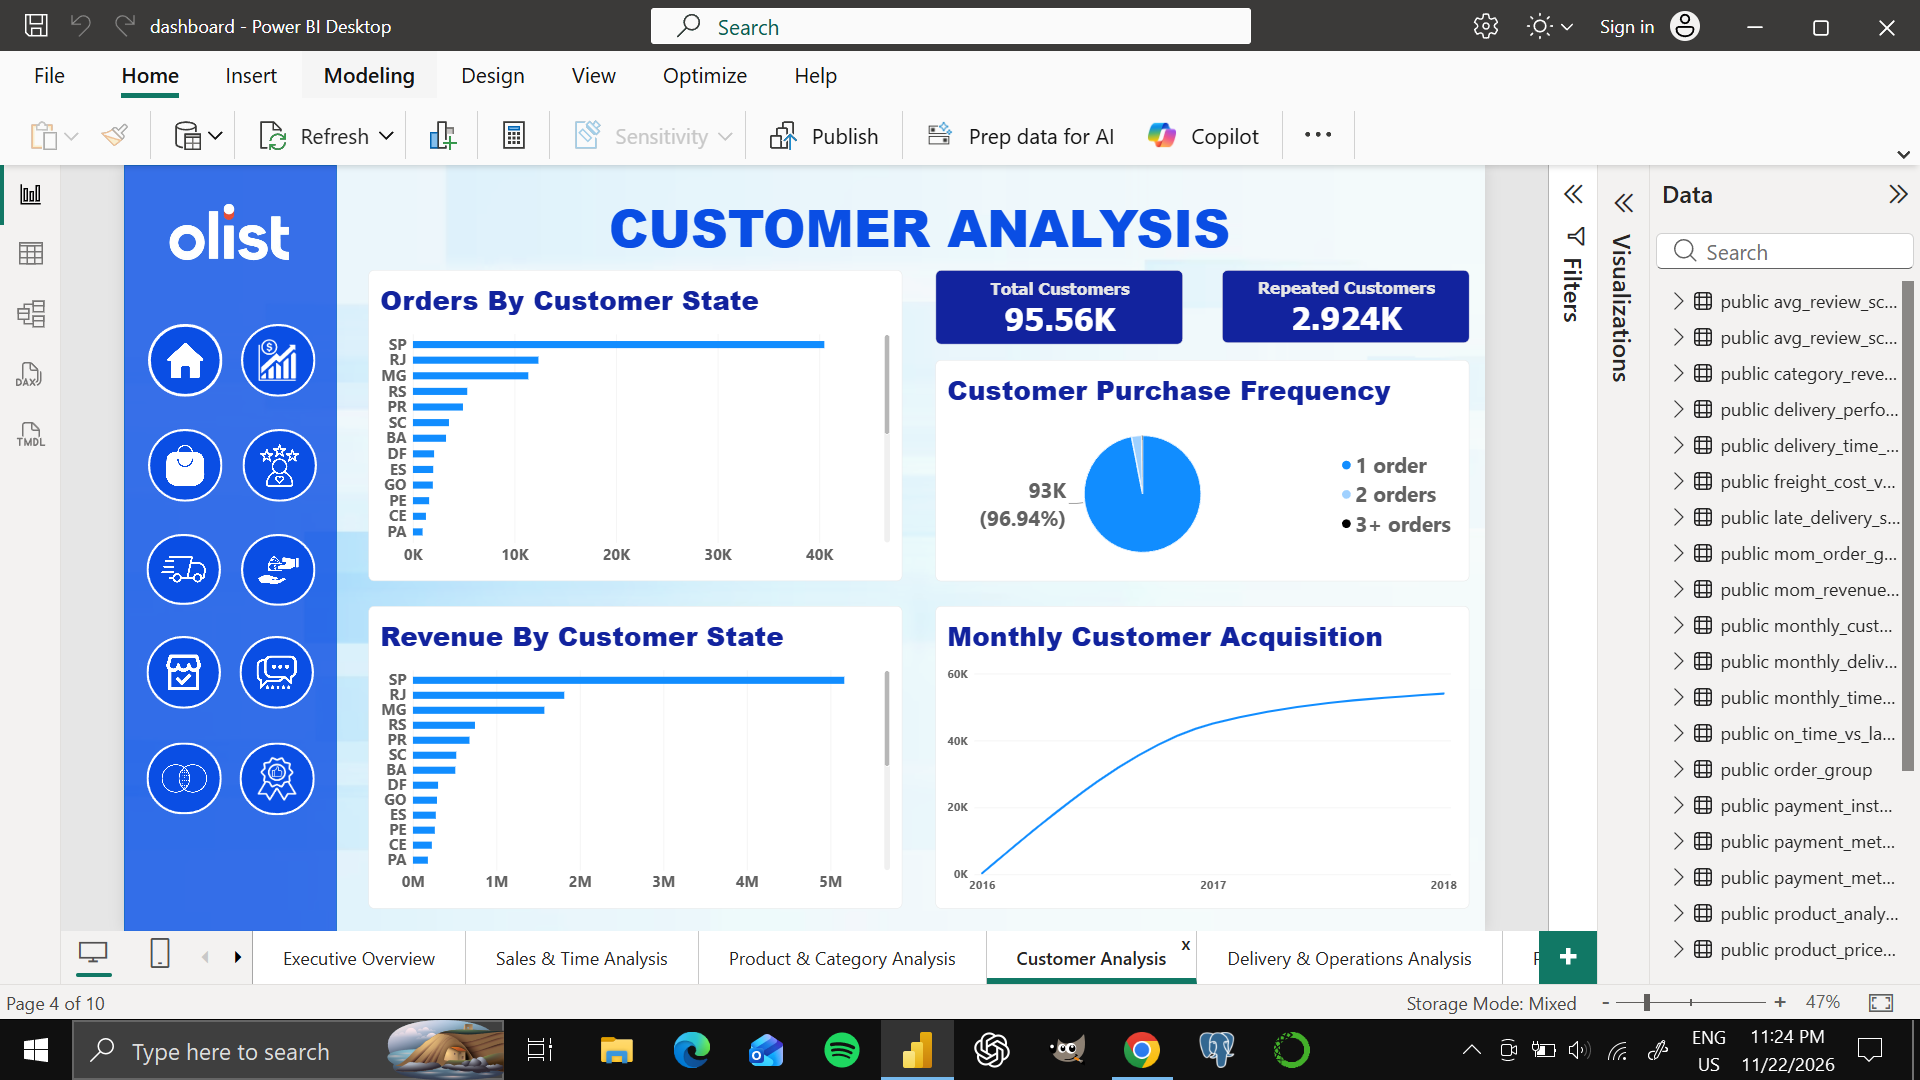 dashboard - Power BI Desktop
Search
Sign in
File
Home
Insert
Modeling
Design
View
Optimize
Help
Refresh
Sensitivity
Publish
Prep data for AI
Copilot
DAX
TMDL
olist
CUSTOMER ANALYSIS
Orders By Customer State
SP
RJ
MG
RS
PR
SC
BA
DF
ES
GO
PE
CE
PA
0K 10K 20K 30K 40K
Total Customers
95.56K
Repeated Customers
2.924K
Customer Purchase Frequency
93K
(96.94%)
1 order
2 orders
3+ orders
Revenue By Customer State
SP
RJ
MG
RS
PR
SC
BA
DF
GO
ES
PE
CE
PA
0M 1M 2M 3M 4M 5M
Monthly Customer Acquisition
60K
40K
20K
0K
2016 2017 2018
Filters
Visualizations
Data
Search
public avg_review_sc...
public avg_review_sc...
public category_reve...
public delivery_perfo...
public delivery_time_...
public freight_cost_v...
public late_delivery_s...
public mom_order_g...
public mom_revenue...
public monthly_cust...
public monthly_deliv...
public monthly_time...
public on_time_vs_la...
public order_group
public payment_inst...
public payment_met...
public payment_met...
public product_analy...
public product_price...
Executive Overview
Sales & Time Analysis
Product & Category Analysis
Customer Analysis
x
Delivery & Operations Analysis
Page 4 of 10
Storage Mode: Mixed
- + 47%
Type here to search
ENG
US
11:24 PM
11/22/2026